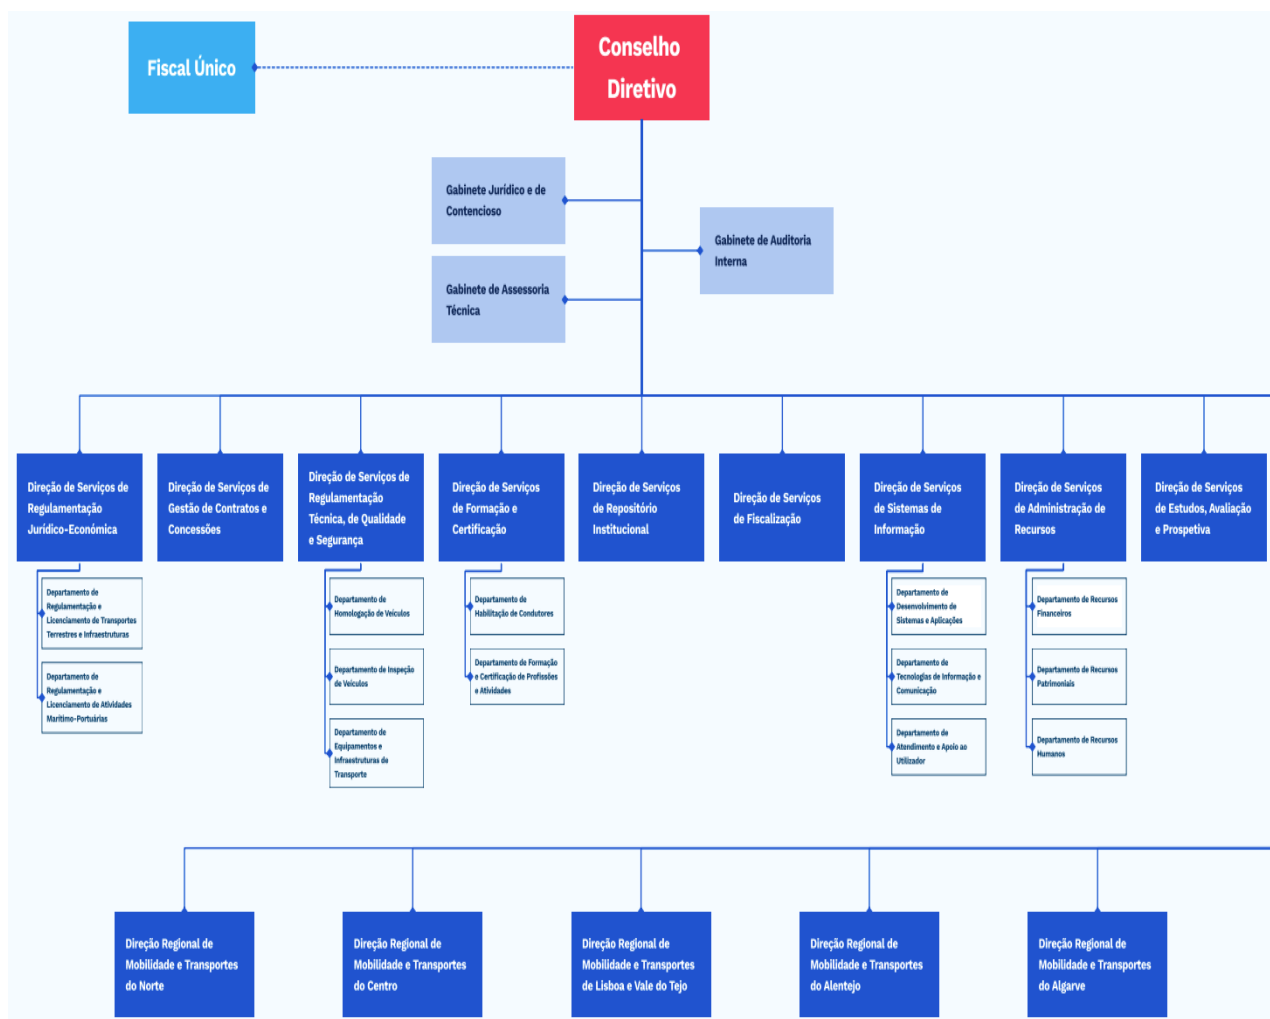 Fiscal Único
Conselho
Diretivo
Gabinete Jurídico e de
Contencioso
Gabinete de Auditoria
Interna
Gabinete de Assessoria
Técnica
Direção de Serviços de
Regulamentação
Jurídico-Económica
Direção de Serviços de
Gestão de Contratos e
Concessões
Direção de Serviços de
Regulamentação
Técnica, de Qualidade
e Segurança
Direção de Serviços
de Formação e
Certificação
Direção de Serviços
de Repositório
Institucional
Direção de Serviços
de Fiscalização
Direção de Serviços
de Sistemas de
Informação
Direção de Serviços
de Administração de
Recursos
Direção de Serviços
de Estudos, Avaliação
e Prospetiva
Departamento de
Regulamentação e
Licenciamento de Transportes
Terrestres e Infraestruturas
Departamento de
Regulamentação e
Licenciamento de Atividades
Marítimo-Portuárias
Departamento de
Homologação de Veículos
Departamento de Inspeção
de Veículos
Departamento de
Equipamentos e
Infraestruturas de
Transporte
Departamento de
Habilitação de Condutores
Departamento de Formação
e Certificação de Profissões
e Atividades
Departamento de
Desenvolvimento de
Sistemas e Aplicações
Departamento de
Tecnologias de Informação e
Comunicação
Departamento de
Atendimento e Apoio ao
Utilizador
Departamento de Recursos
Financeiros
Departamento de Recursos
Patrimoniais
Departamento de Recursos
Humanos
Direção Regional de
Mobilidade e Transportes
do Norte
Direção Regional de
Mobilidade e Transportes
do Centro
Direção Regional de
Mobilidade e Transportes
de Lisboa e Vale do Tejo
Direção Regional de
Mobilidade e Transportes
do Alentejo
Direção Regional de
Mobilidade e Transportes
do Algarve